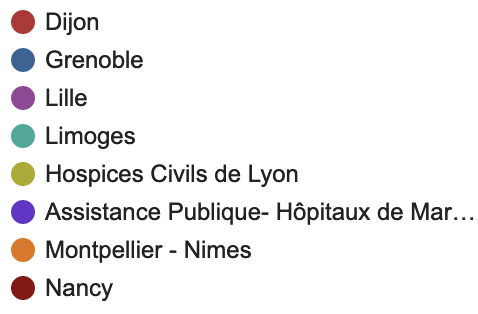 Dijon
Grenoble
Lille
Limoges
Hospices Civils de Lyon
Assistance Publique- Hôpitaux de Mar…
Montpellier - Nimes
Nancy